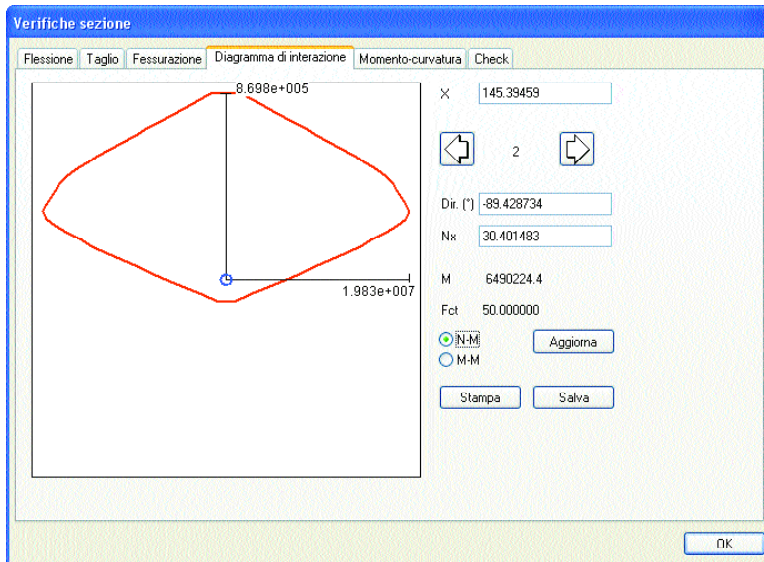 Verifiche sezione
Flessione Taglio Fessurazione Diagramma di interazione Momento-curvatura Check
8.698e+005
1.983e+007
X 145.39459
2
Dir. (°) -89.428734
Nx 30.401483
M 6490224.4
Fct 50.000000
N-M
Aggiorna
M-M
Stampa Salva
OK